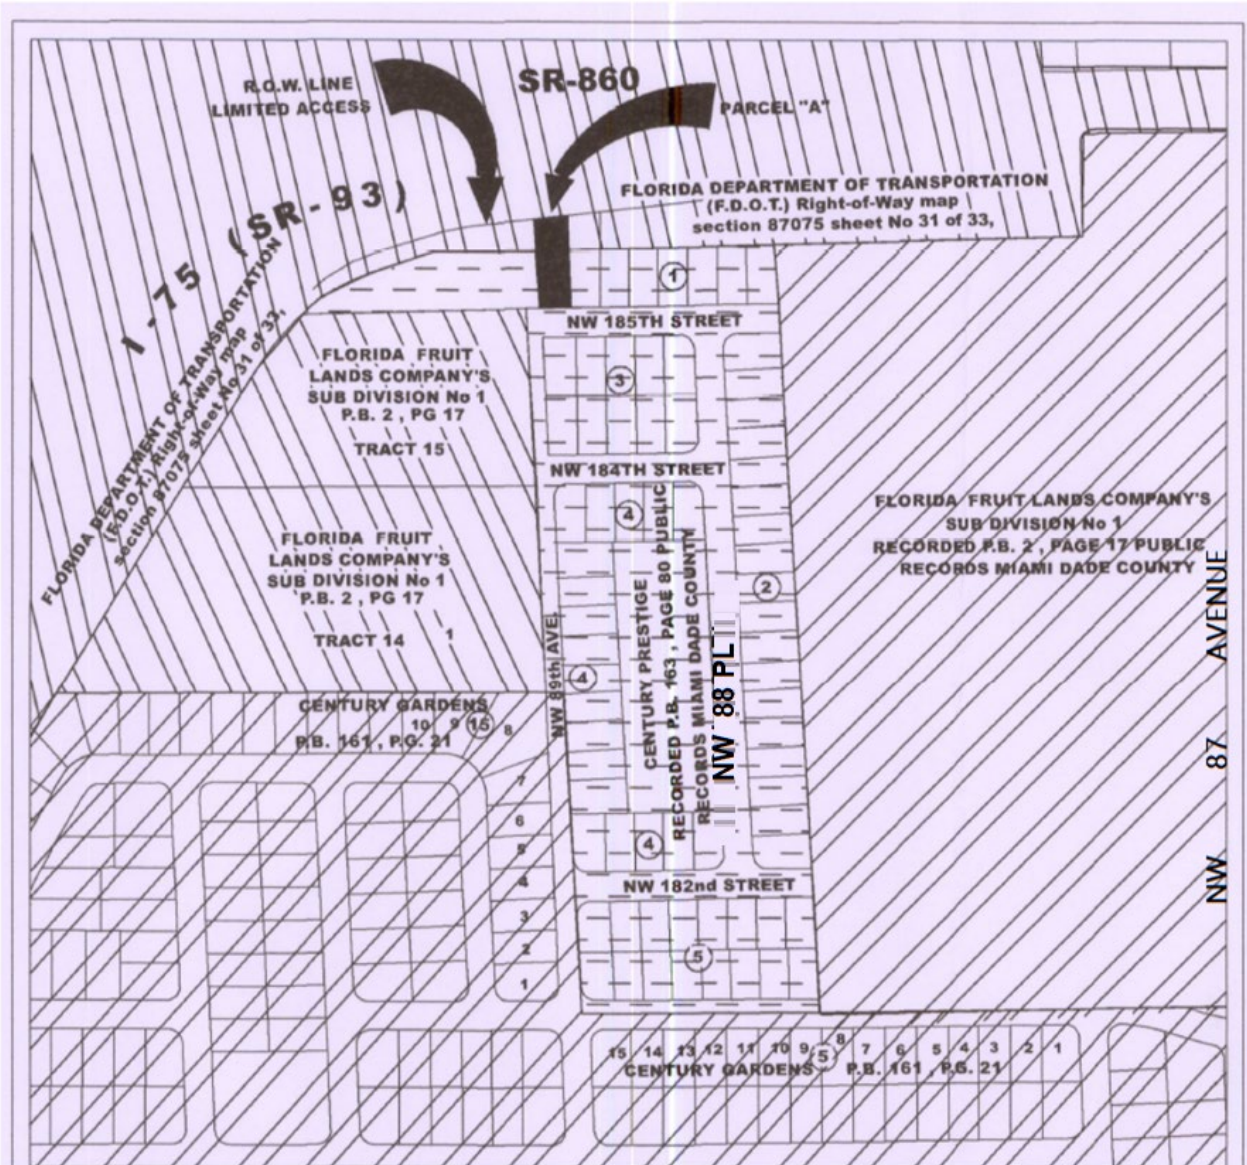 R.O.W. LINE
LIMITED ACCESS
SR-860
PARCEL "A"
FLORIDA DEPARTMENT OF TRANSPORTATION
(F.D.O.T.) Right-of-Way map
section 87075 sheet No 31 of 33,
I-75 (SR-93)
FLORIDA DEPARTMENT OF TRANSPORTATION
(F.D.O.T.) Right-of-Way map
section 87075 sheet No 31 of 33,
1
NW 185TH STREET
FLORIDA FRUIT
LANDS COMPANY'S
SUB DIVISION No 1
P.B. 2 , PG 17
TRACT 15
3
NW 184TH STREET
4
FLORIDA FRUIT
LANDS COMPANY'S
SUB DIVISION No 1
P.B. 2 , PG 17
TRACT 14
1
FLORIDA FRUIT LANDS COMPANY'S
SUB DIVISION No 1
RECORDED P.B. 2 , PAGE 17 PUBLIC
RECORDS MIAMI DADE COUNTY
2
NW 89th AVE.
4
CENTURY PRESTIGE
RECORDED P.B. 163 , PAGE 80 PUBLIC
RECORDS MIAMI DADE COUNTY
NW 88 PL
NW 87 AVENUE
CENTURY GARDENS
10 9 15 8
P.B. 161 , P.G. 21
7
6
5
4
3
2
1
4
NW 182nd STREET
5
15 14 13 12 11 10 9 5 8 7 6 5 4 3 2 1
CENTURY GARDENS P.B. 161 , P.G. 21